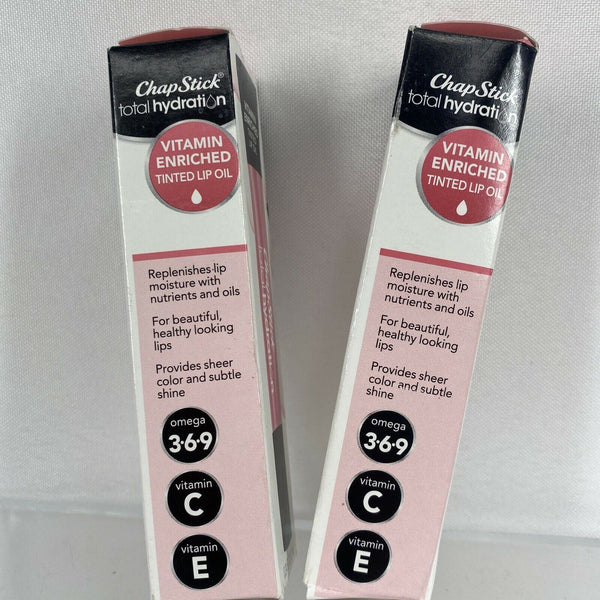 ChapStick®
total hydration
VITAMIN
ENRICHED
TINTED LIP OIL
Replenishes lip
moisture with
nutrients and oils
For beautiful,
healthy looking
lips
Provides sheer
color and subtle
shine
omega
3•6•9
vitamin
C
vitamin
E
ChapStick
total hydration
VITAMIN
ENRICHED
TINTED LIP OIL
Replenishes lip
moisture with
nutrients and oils
For beautiful,
healthy looking
lips
Provides sheer
color and subtle
shine
omega
3•6•9
vitamin
C
vitamin
E